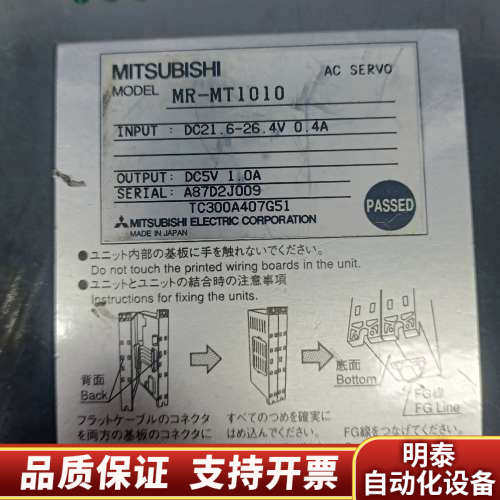 MITSUBISHI
AC SERVO
MODEL MR-MT1010
INPUT : DC21.6-26.4V 0.4A
OUTPUT: DC5V 1.0A
SERIAL: A87D2J009
TC300A407G51
PASSED
MITSUBISHI ELECTRIC CORPORATION
MADE IN JAPAN
●ユニット内部の基板に手を触れないでください。
Do not touch the printed wiring boards in the unit.
●ユニットとユニットの結合時の注意事項
Instructions for fixing the units.
背面
Back
底面
Bottom
FG線
FG Line
フラットケーブルのコネクタ
を両方の基板のコネクタに
すべてのつめを確実に
はめ込んでください。
FG線をつなげてください。
品质保证 支持开票
明泰
自动化设备